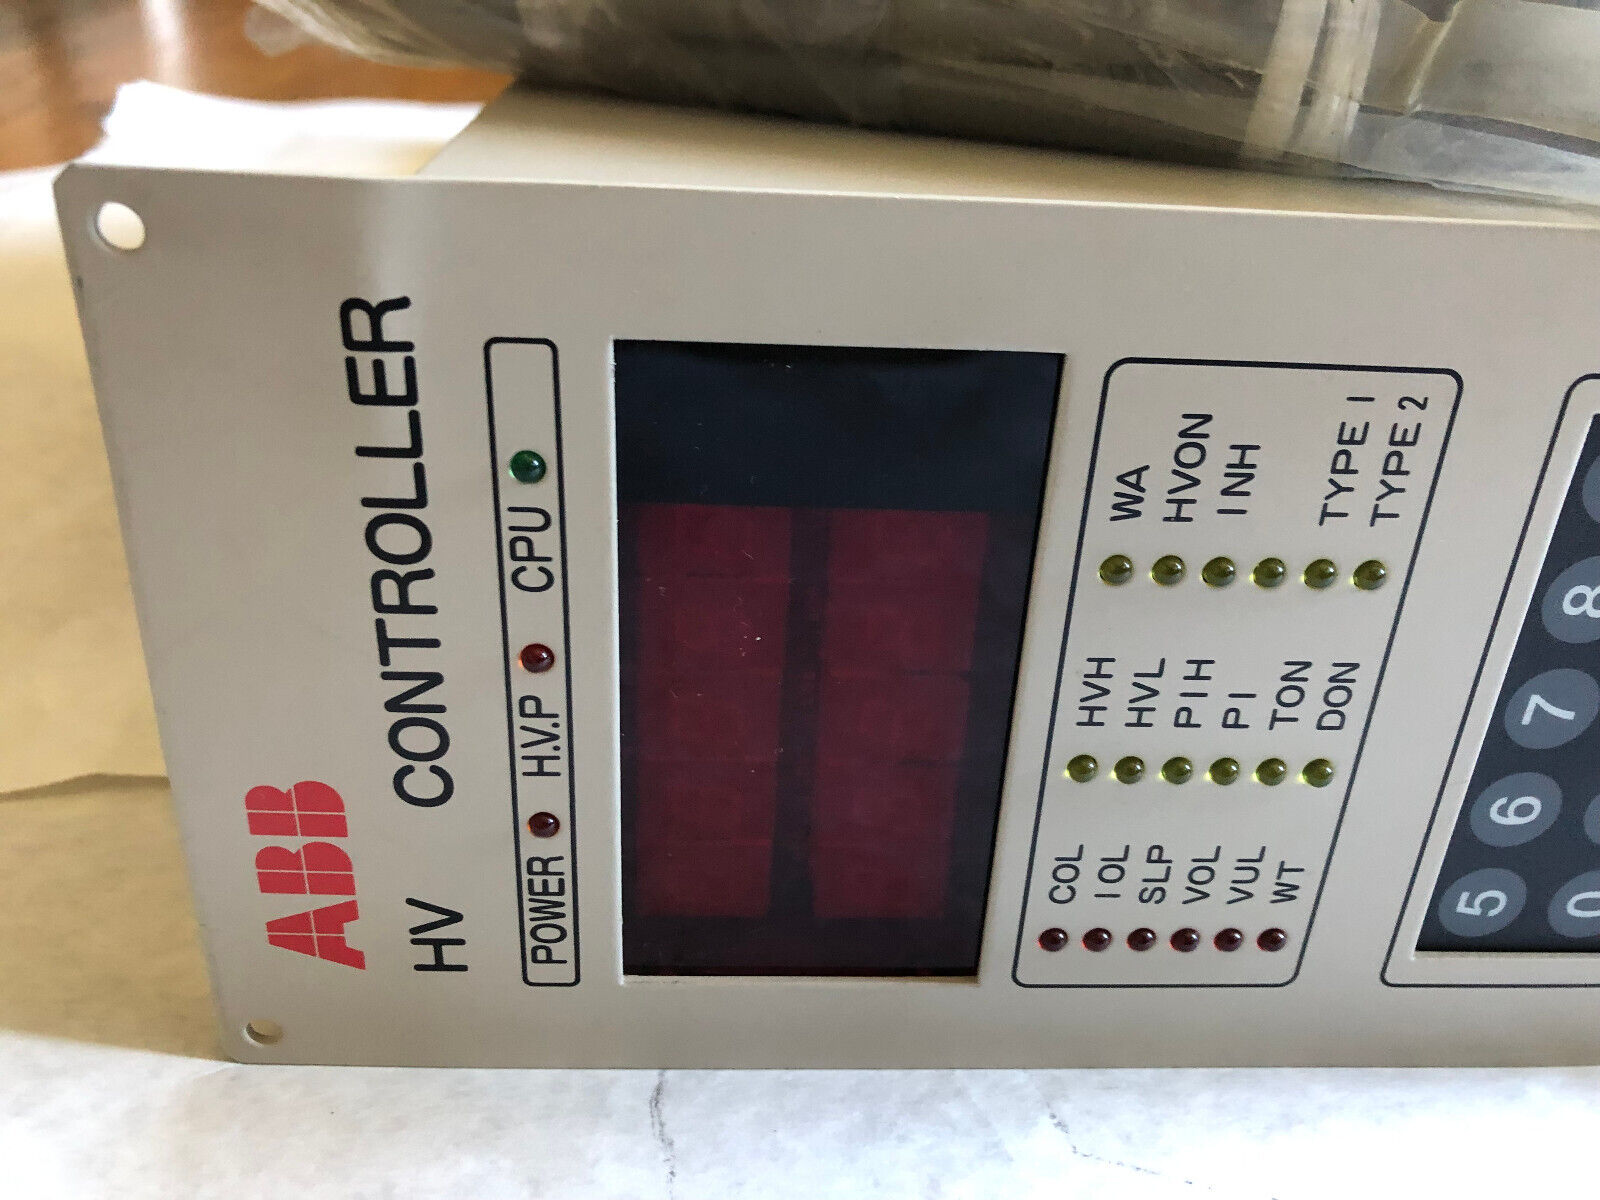 ABB
HV CONTROLLER
POWER H.V.P CPU
COL HVH WA
IOL HVL HVON
SLP PIH INH
VOL PI
VUL TON TYPE 1
WT DON TYPE 2
5 6 7 8
0